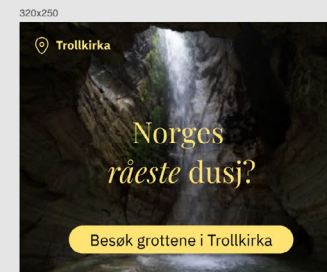 320x250
Trollkirka
Norges
råeste dusj?
Besøk grottene i Trollkirka